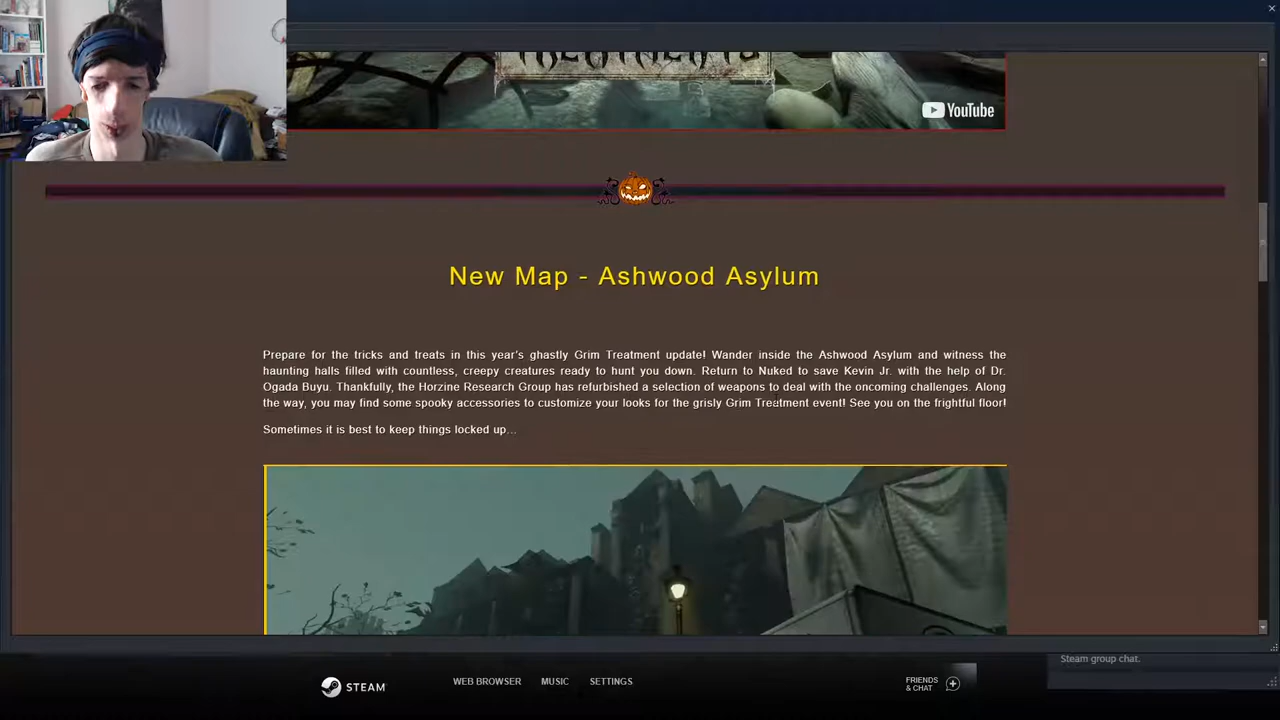 YouTube
New Map - Ashwood Asylum
Prepare for the tricks and treats in this year's ghastly Grim Treatment update! Wander inside the Ashwood Asylum and witness the
haunting halls filled with countless, creepy creatures ready to hunt you down. Return to Nuked to save Kevin Jr. with the help of Dr.
Ogada Buyu. Thankfully, the Horzine Research Group has refurbished a selection of weapons to deal with the oncoming challenges. Along
the way, you may find some spooky accessories to customize your looks for the grisly Grim Treatment event! See you on the frightful floor!
Sometimes it is best to keep things locked up...
Steam group chat.
STEAM
WEB BROWSER
MUSIC
SETTINGS
FRIENDS
& CHAT